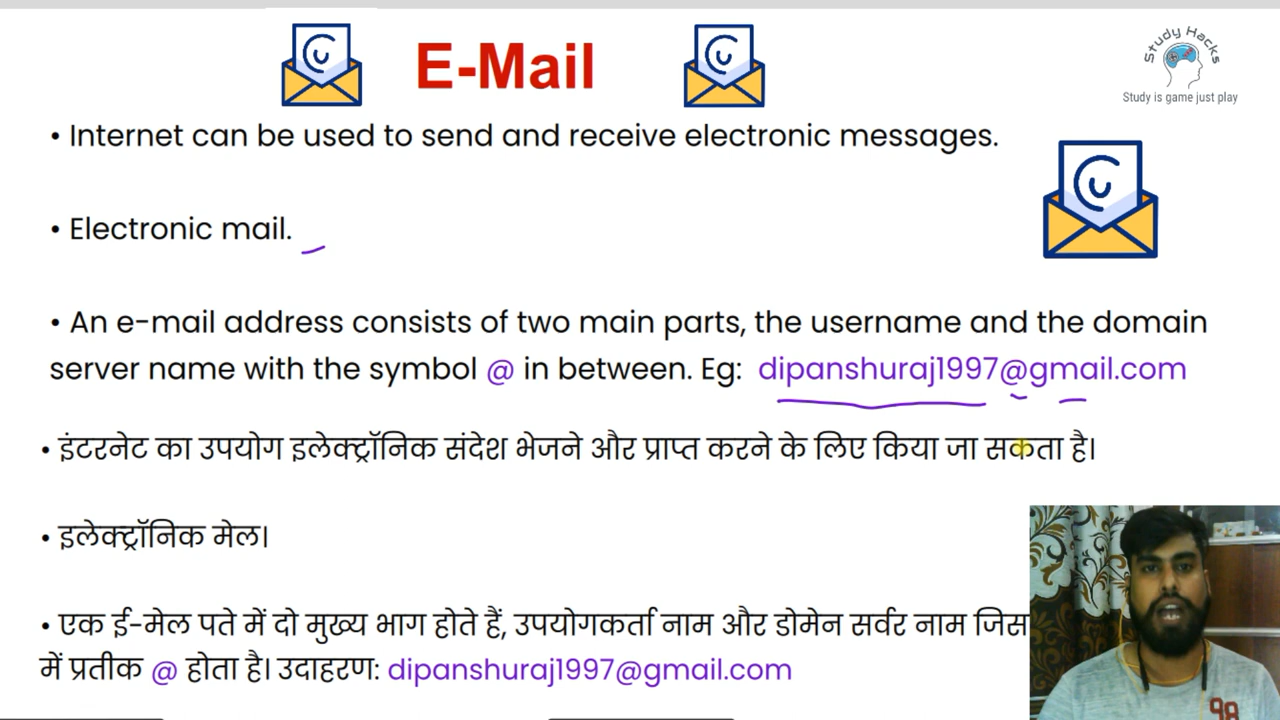 E-Mail
Study Hacks
Study is game just play
• Internet can be used to send and receive electronic messages.
• Electronic mail.
• An e-mail address consists of two main parts, the username and the domain
server name with the symbol @ in between. Eg: dipanshuraj1997@gmail.com
• इंटरनेट का उपयोग इलेक्ट्रॉनिक संदेश भेजने और प्राप्त करने के लिए किया जा सकता है।
• इलेक्ट्रॉनिक मेल।
• एक ई-मेल पते में दो मुख्य भाग होते हैं, उपयोगकर्ता नाम और डोमेन सर्वर नाम जिस
में प्रतीक @ होता है। उदाहरण: dipanshuraj1997@gmail.com
98